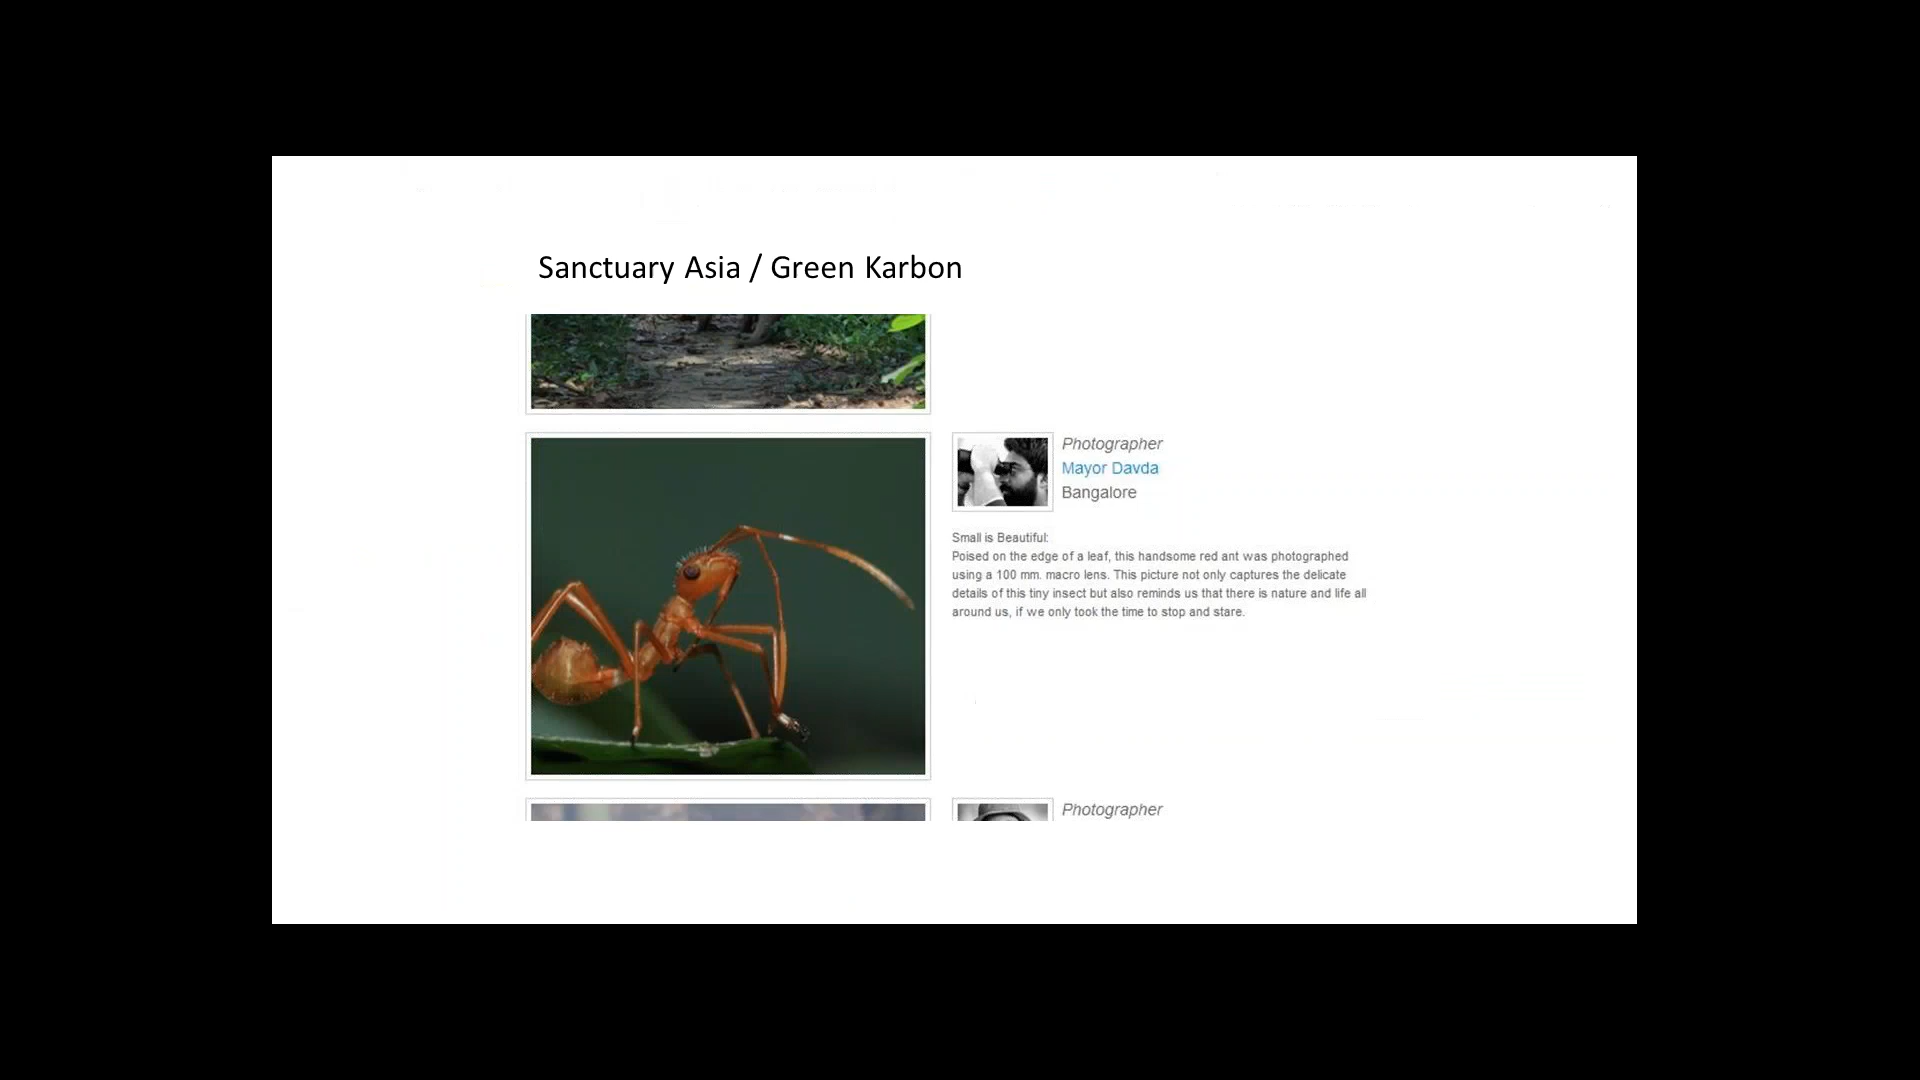 Sanctuary Asia / Green Karbon
Photographer
Mayor Davda
Bangalore
Small is Beautiful:
Poised on the edge of a leaf, this handsome red ant was photographed
using a 100 mm. macro lens. This picture not only captures the delicate
details of this tiny insect but also reminds us that there is nature and life all
around us, if we only took the time to stop and stare.
Photographer